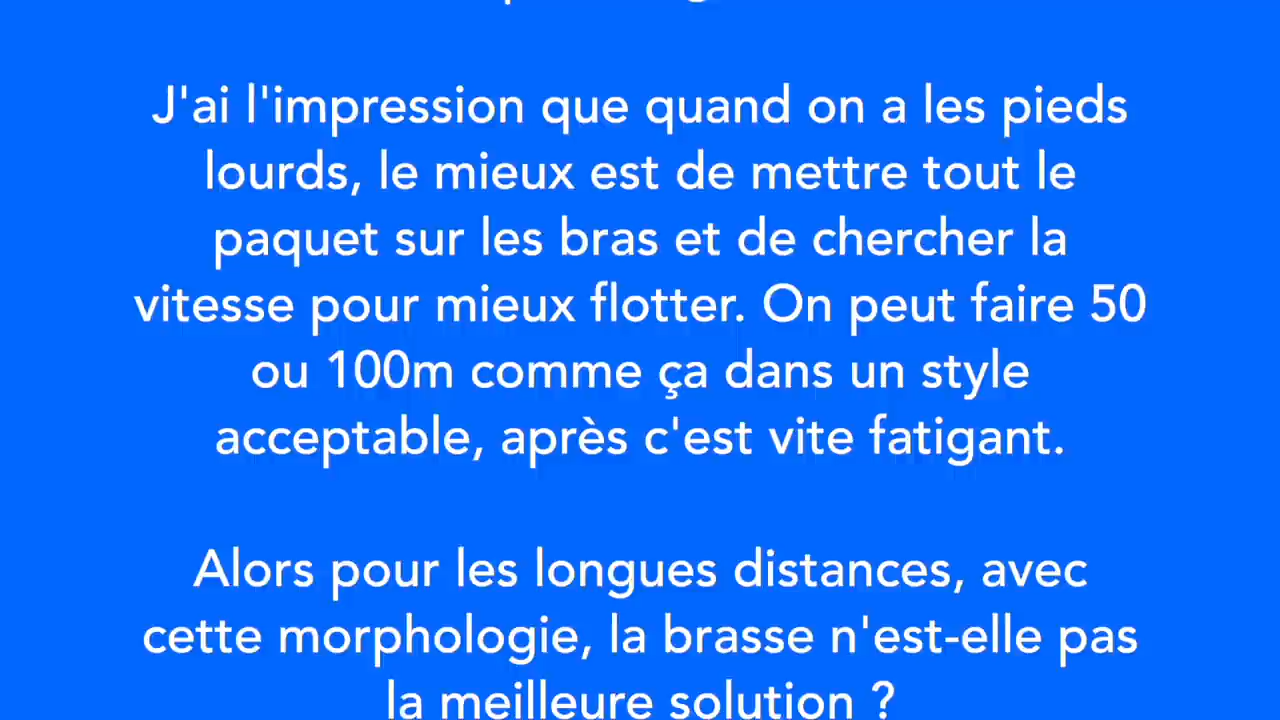 J'ai l'impression que quand on a les pieds
lourds, le mieux est de mettre tout le
paquet sur les bras et de chercher la
vitesse pour mieux flotter. On peut faire 50
ou 100m comme ça dans un style
acceptable, après c'est vite fatigant.
Alors pour les longues distances, avec
cette morphologie, la brasse n'est-elle pas
la meilleure solution ?